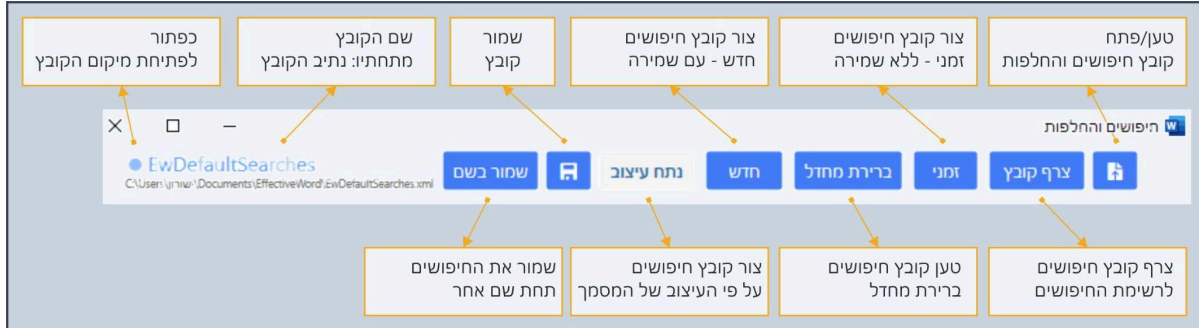 טען/פתח
קובץ חיפושים והחלפות
צור קובץ חיפושים
זמני - ללא שמירה
צור קובץ חיפושים
חדש - עם שמירה
שמור
קובץ
שם הקובץ
מתחתיו: נתיב הקובץ
כפתור
לפתיחת מיקום הקובץ
חיפושים והחלפות
צרף קובץ
זמני
ברירת מחדל
חדש
נתח עיצוב
שמור בשם
EwDefaultSearches
C:\Users\ישורון\Documents\EffectiveWord\EwDefaultSearches.xml
צרף קובץ חיפושים
לרשימת החיפושים
טען קובץ חיפושים
ברירת מחדל
צור קובץ חיפושים
על פי העיצוב של המסמך
שמור את החיפושים
תחת שם אחר